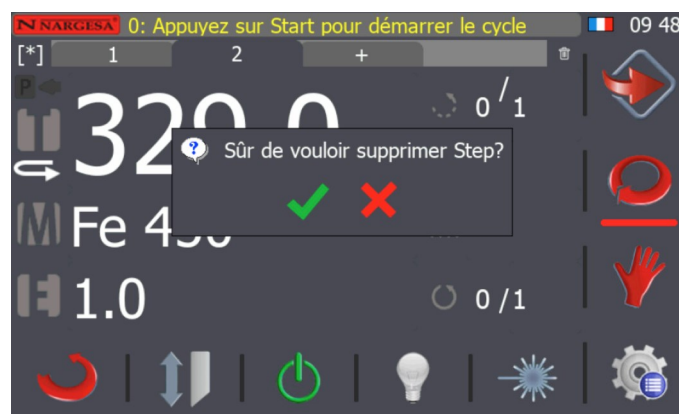 N NARGESA 0: Appuyez sur Start pour démarrer le cycle 09 48
[*] 1 2 +
P
0/1
Sûr de vouloir supprimer Step?
M Fe
1.0 0/1